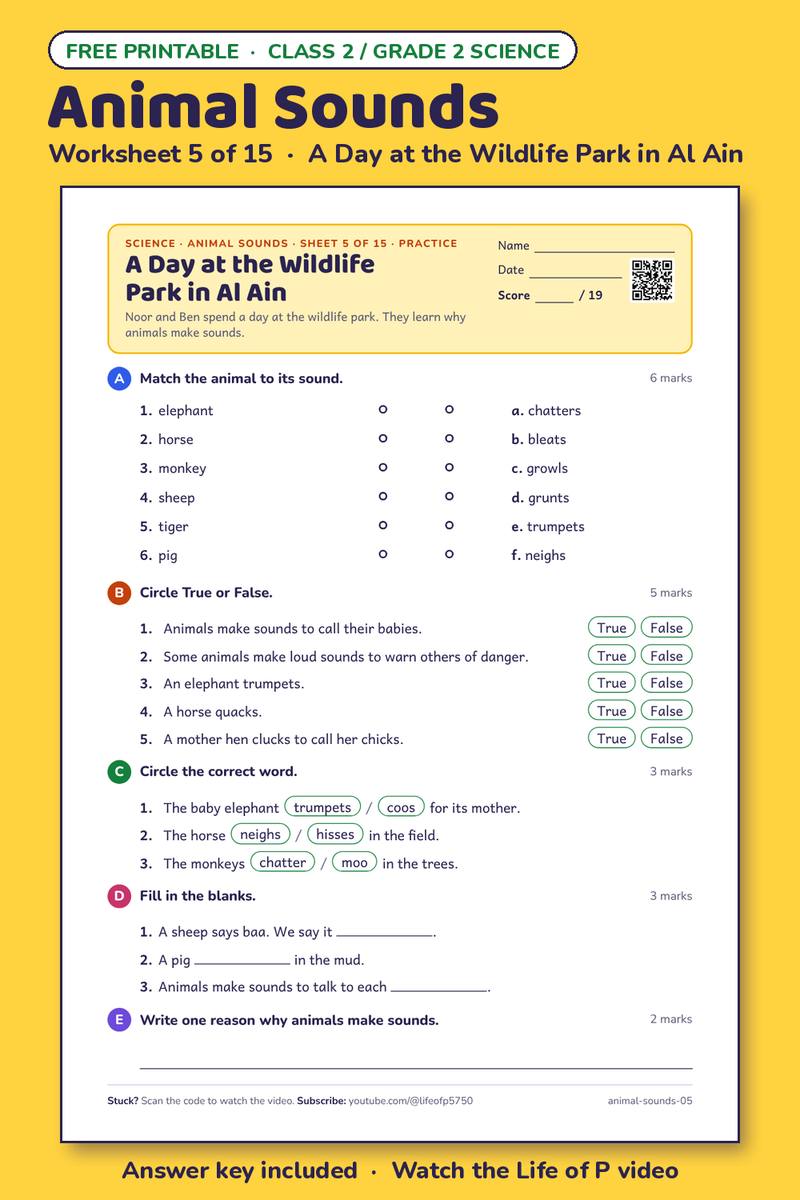 FREE PRINTABLE · CLASS 2 / GRADE 2 SCIENCE
Animal Sounds
Worksheet 5 of 15 · A Day at the Wildlife Park in Al Ain
SCIENCE · ANIMAL SOUNDS · SHEET 5 OF 15 · PRACTICE
A Day at the Wildlife
Park in Al Ain
Noor and Ben spend a day at the wildlife park. They learn why
animals make sounds.
Name ____________________
Date ______________
Score ______ / 19
A Match the animal to its sound. 6 marks
1. elephant a. chatters
2. horse b. bleats
3. monkey c. growls
4. sheep d. grunts
5. tiger e. trumpets
6. pig f. neighs
B Circle True or False. 5 marks
1. Animals make sounds to call their babies. True False
2. Some animals make loud sounds to warn others of danger. True False
3. An elephant trumpets. True False
4. A horse quacks. True False
5. A mother hen clucks to call her chicks. True False
C Circle the correct word. 3 marks
1. The baby elephant trumpets / coos for its mother.
2. The horse neighs / hisses in the field.
3. The monkeys chatter / moo in the trees.
D Fill in the blanks. 3 marks
1. A sheep says baa. We say it ______________.
2. A pig ______________ in the mud.
3. Animals make sounds to talk to each ______________.
E Write one reason why animals make sounds. 2 marks
Stuck? Scan the code to watch the video. Subscribe: youtube.com/@lifeofp5750 animal-sounds-05
Answer key included · Watch the Life of P video